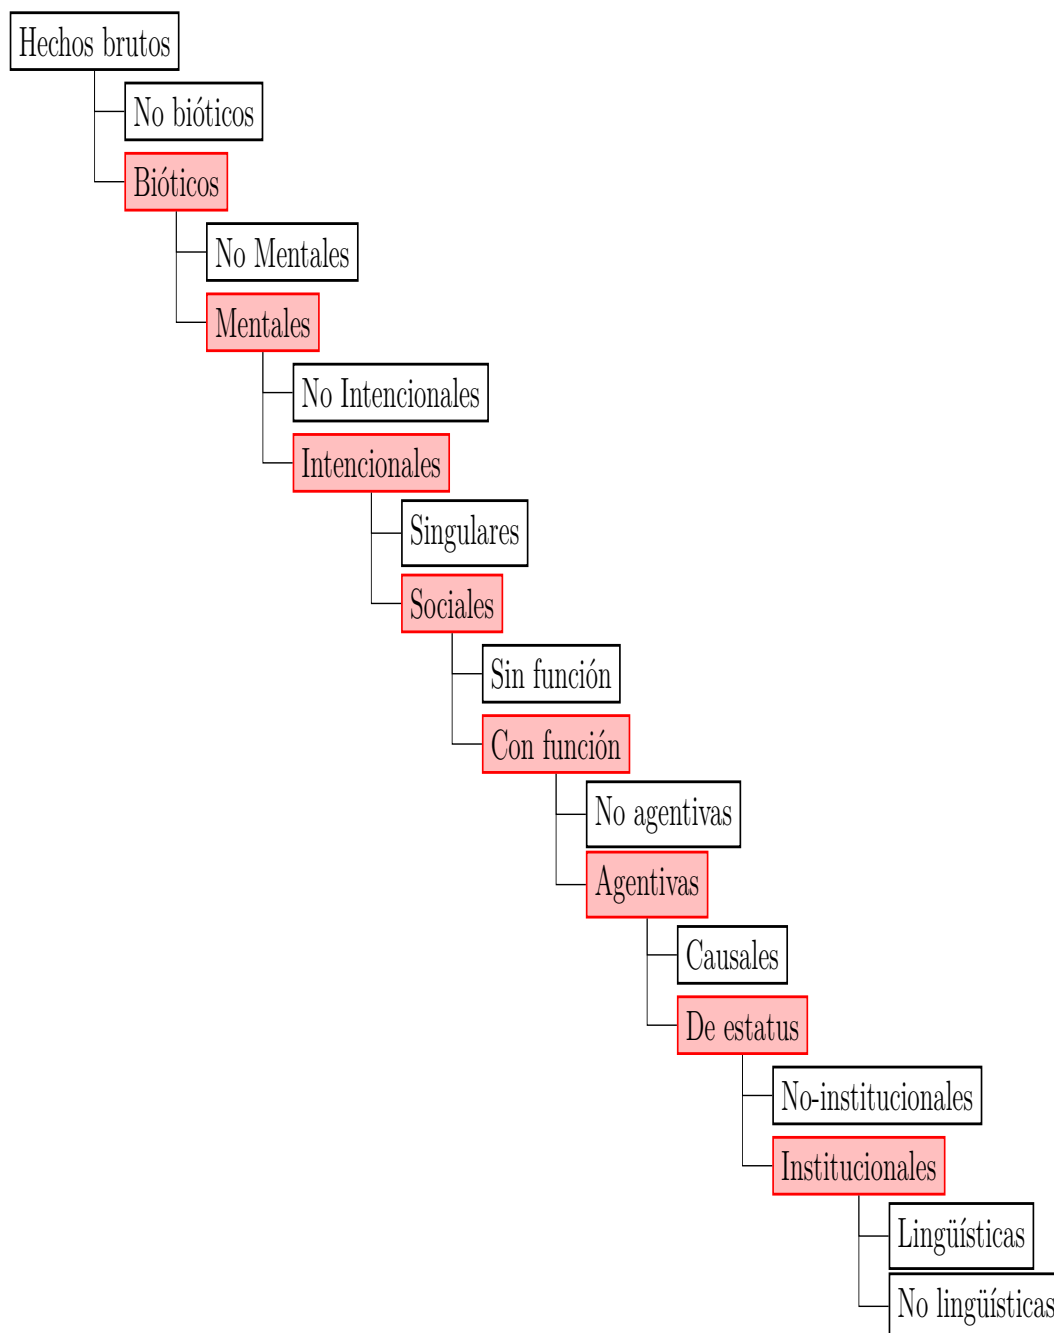 Hechos brutos
No bióticos
Bióticos
No Mentales
Mentales
No Intencionales
Intencionales
Singulares
Sociales
Sin función
Con función
No agentivas
Agentivas
Causales
De estatus
No-institucionales
Institucionales
Lingüísticas
No lingüísticas